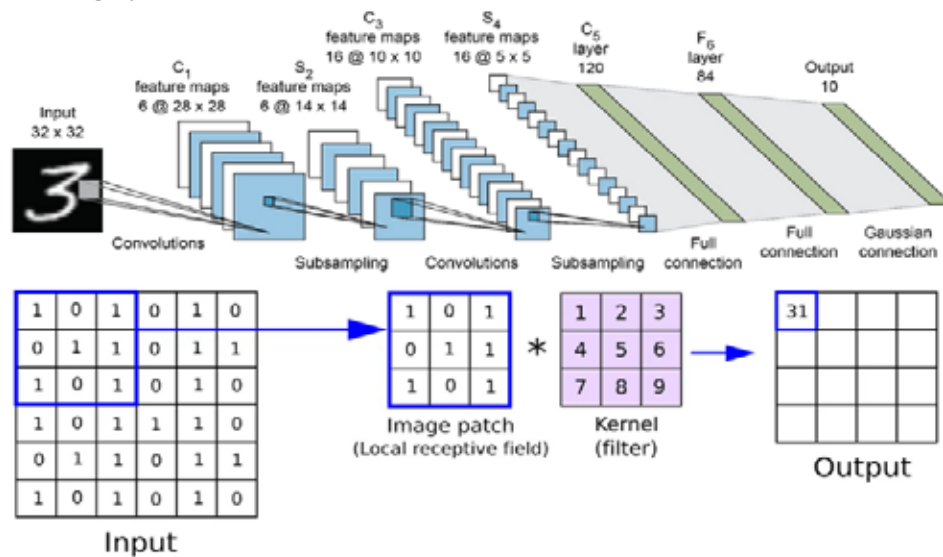 Input
32 x 32
C1
feature maps
6 @ 28 x 28
S2
feature maps
6 @ 14 x 14
C3
feature maps
16 @ 10 x 10
S4
feature maps
16 @ 5 x 5
C5
layer
120
F6
layer
84
Output
10
Convolutions
Subsampling
Convolutions
Subsampling
Full
connection
Full
connection
Gaussian
connection
3
1 0 1 0 1 0
0 1 1 0 1 1
1 0 1 0 1 0
1 0 1 1 1 0
0 1 1 0 1 1
1 0 1 0 1 0
Input
1 0 1
0 1 1
1 0 1
Image patch
(Local receptive field)
*
1 2 3
4 5 6
7 8 9
Kernel
(filter)
31
Output